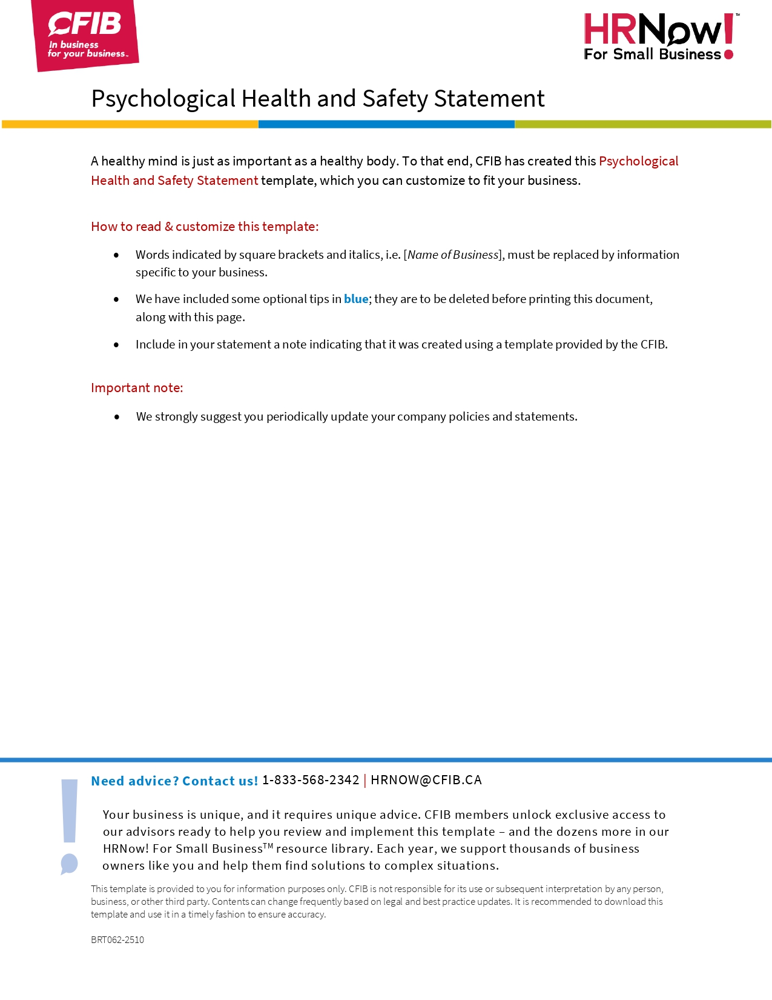 CFIB
In business
for your business™
HRNow!™
For Small Business
Psychological Health and Safety Statement
A healthy mind is just as important as a healthy body. To that end, CFIB has created this Psychological
Health and Safety Statement template, which you can customize to fit your business.
How to read & customize this template:
• Words indicated by square brackets and italics, i.e. [Name of Business], must be replaced by information
specific to your business.
• We have included some optional tips in blue; they are to be deleted before printing this document,
along with this page.
• Include in your statement a note indicating that it was created using a template provided by the CFIB.
Important note:
• We strongly suggest you periodically update your company policies and statements.
Need advice? Contact us! 1-833-568-2342 | HRNOW@CFIB.CA
Your business is unique, and it requires unique advice. CFIB members unlock exclusive access to
our advisors ready to help you review and implement this template – and the dozens more in our
HRNow! For Small Business™ resource library. Each year, we support thousands of business
owners like you and help them find solutions to complex situations.
This template is provided to you for information purposes only. CFIB is not responsible for its use or subsequent interpretation by any person,
business, or other third party. Contents can change frequently based on legal and best practice updates. It is recommended to download this
template and use it in a timely fashion to ensure accuracy.
BRT062-2510